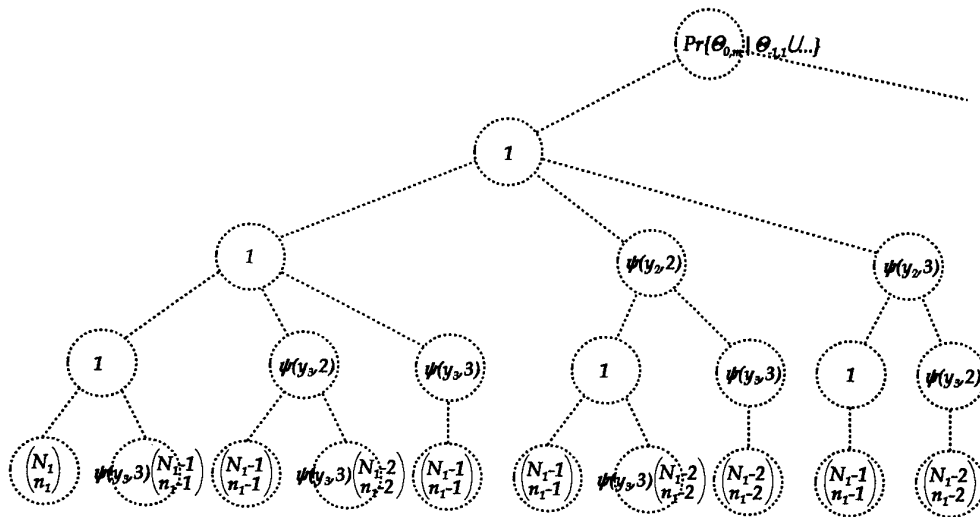 Pr{Θ0,m | Θ-1,1 ∪...}
1
1
ψ(y2,2)
ψ(y2,3)
1
ψ(y3,2)
ψ(y3,3)
1
ψ(y3,3)
1
ψ(y3,2)
(N1 n1)
ψ(y3,3)(N1-1 n1-1)
(N1-1 n1-1)
ψ(y3,3)(N1-2 n1-2)
(N1-1 n1-1)
(N1-1 n1-1)
ψ(y3,3)(N1-2 n1-2)
(N1-2 n1-2)
(N1-1 n1-1)
(N1-2 n1-2)